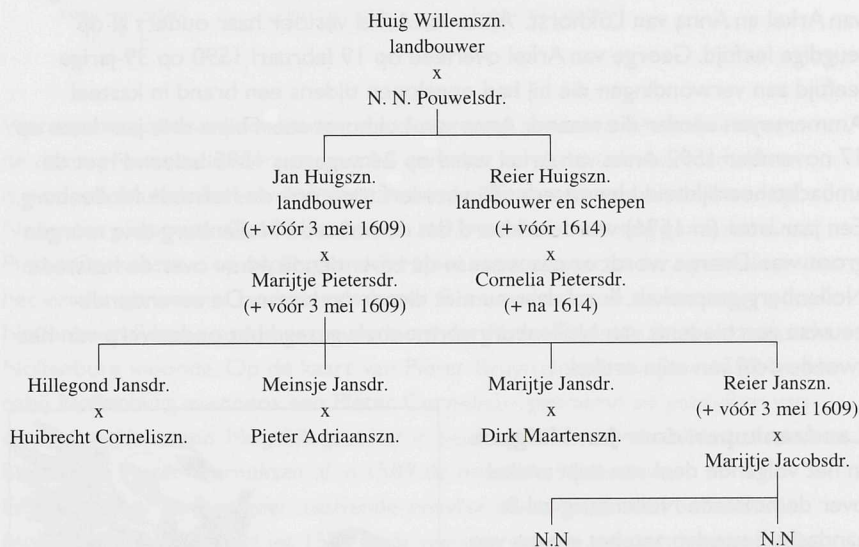 Huig Willemszn.
landbouwer
x
N. N. Pouwelsdr.
Jan Huigszn.
landbouwer
(+ vóór 3 mei 1609)
x
Marijtje Pietersdr.
(+ vóór 3 mei 1609)
Reier Huigszn.
landbouwer en schepen
(+ vóór 1614)
x
Cornelia Pietersdr.
(+ na 1614)
Hillegond Jansdr.
x
Huibrecht Corneliszn.
Meinsje Jansdr.
x
Pieter Adriaanszn.
Marijtje Jansdr.
x
Dirk Maartenszn.
Reier Janszn.
(+ vóór 3 mei 1609)
x
Marijtje Jacobsdr.
N.N
N.N